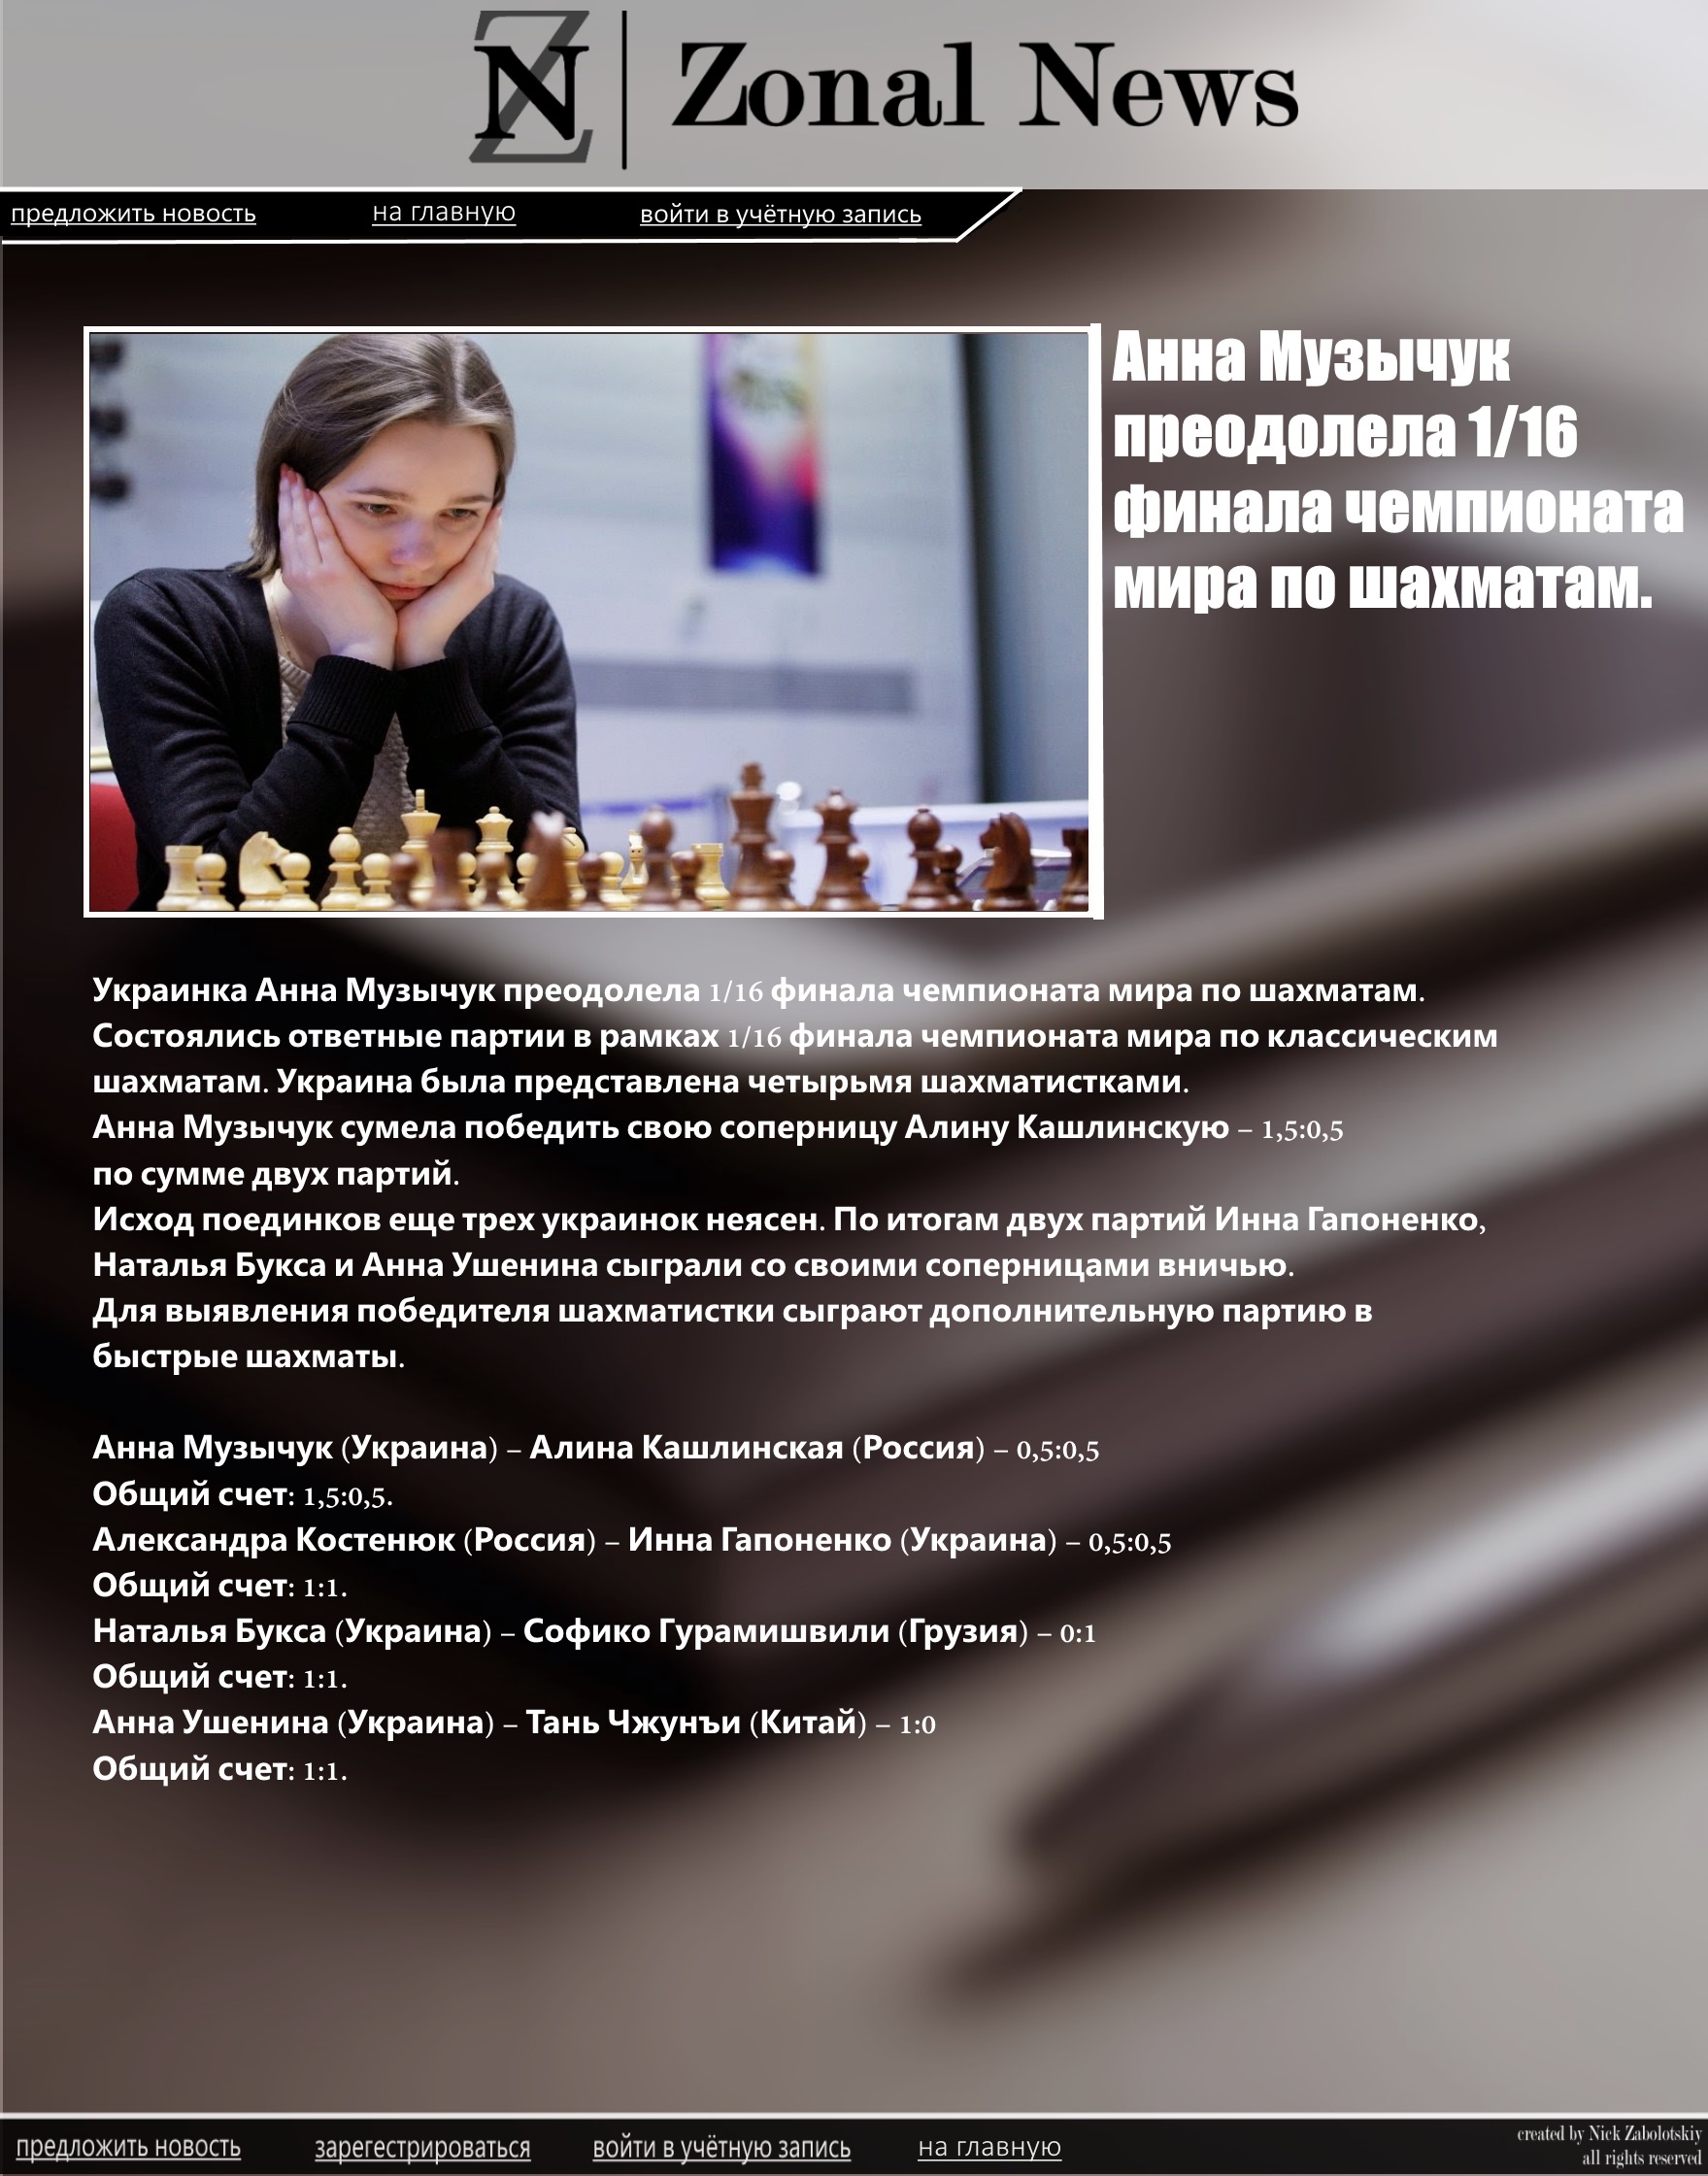 ZN | Zonal News
предложить новость на главную войти в учётную запись
Анна Музычук
преодолела 1/16
финала чемпионата
мира по шахматам.
Украинка Анна Музычук преодолела 1/16 финала чемпионата мира по шахматам.
Состоялись ответные партии в рамках 1/16 финала чемпионата мира по классическим
шахматам. Украина была представлена четырьмя шахматистками.
Анна Музычук сумела победить свою соперницу Алину Кашлинскую – 1,5:0,5
по сумме двух партий.
Исход поединков еще трех украинок неясен. По итогам двух партий Инна Гапоненко,
Наталья Букса и Анна Ушенина сыграли со своими соперницами вничью.
Для выявления победителя шахматистки сыграют дополнительную партию в
быстрые шахматы.
Анна Музычук (Украина) – Алина Кашлинская (Россия) – 0,5:0,5
Общий счет: 1,5:0,5.
Александра Костенюк (Россия) – Инна Гапоненко (Украина) – 0,5:0,5
Общий счет: 1:1.
Наталья Букса (Украина) – Софико Гурамишвили (Грузия) – 0:1
Общий счет: 1:1.
Анна Ушенина (Украина) – Тань Чжунъи (Китай) – 1:0
Общий счет: 1:1.
предложить новость зарегестрироваться войти в учётную запись на главную
created by Nick Zabolotskiy
all rights reserved